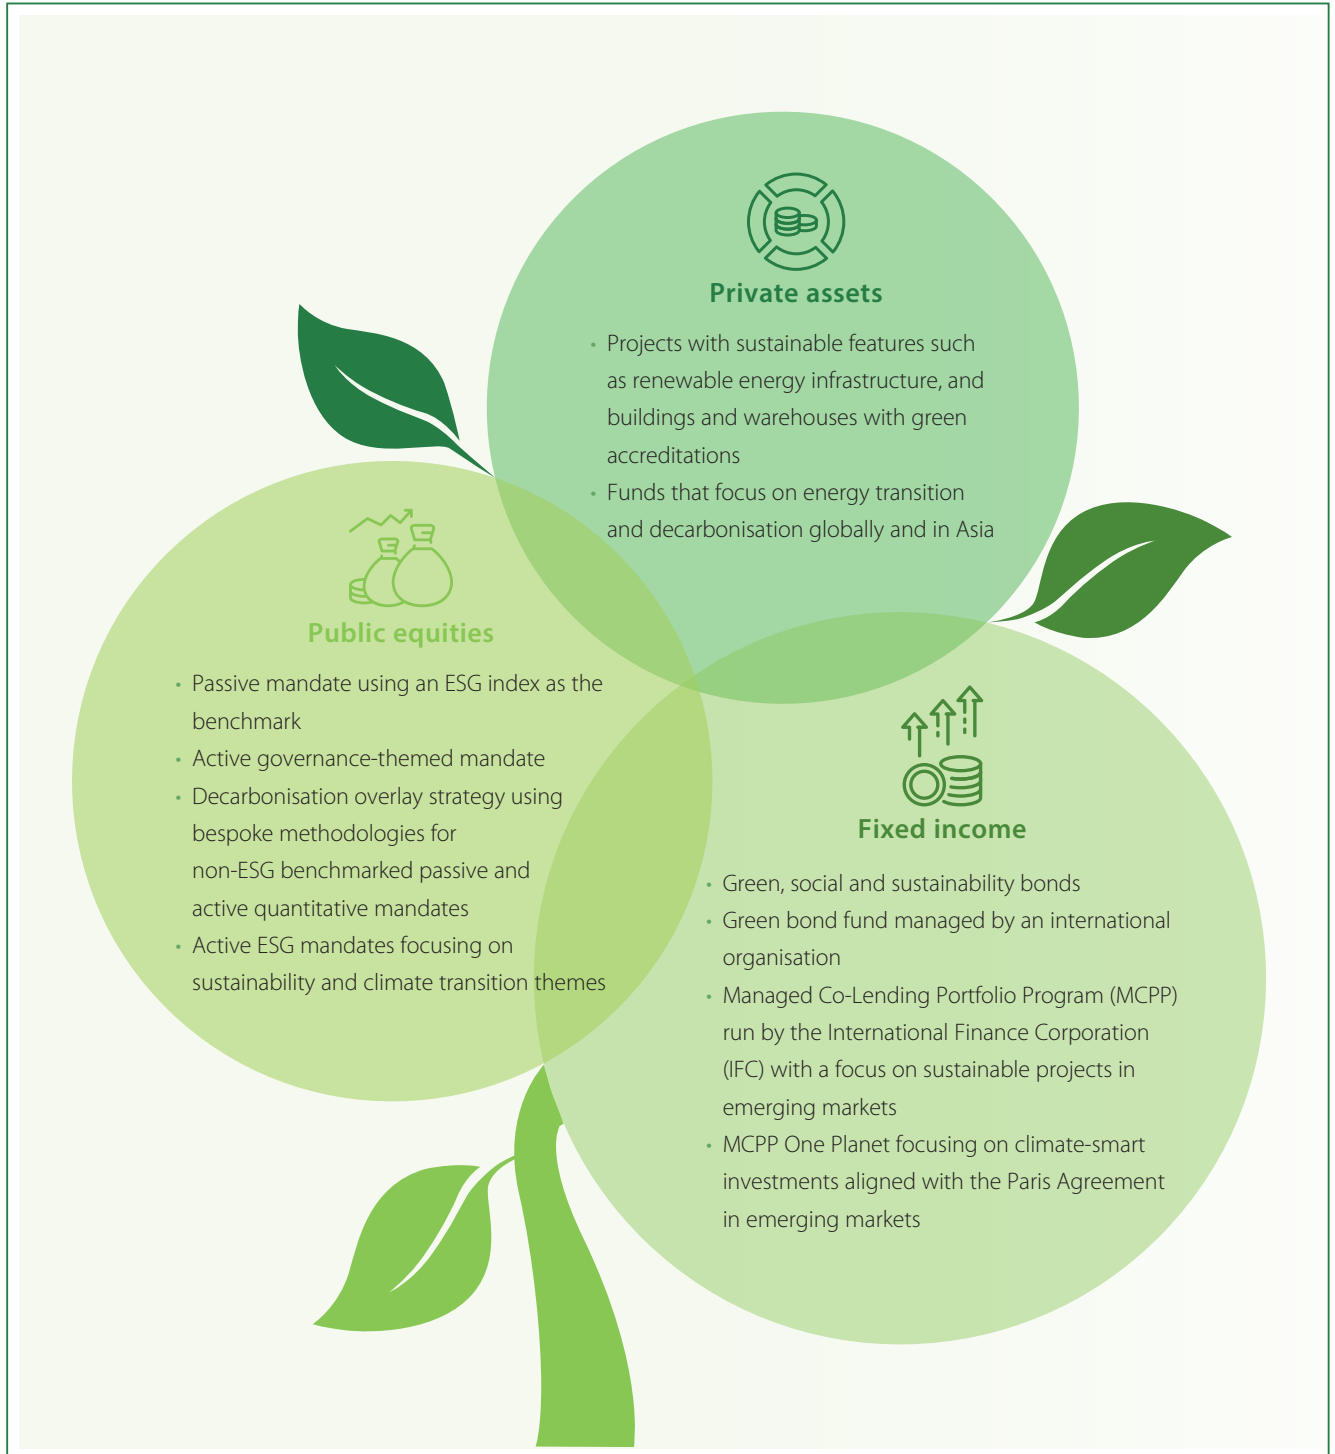 Private assets
• Projects with sustainable features such
as renewable energy infrastructure, and
buildings and warehouses with green
accreditations
• Funds that focus on energy transition
and decarbonisation globally and in Asia
Public equities
• Passive mandate using an ESG index as the
benchmark
• Active governance-themed mandate
• Decarbonisation overlay strategy using
bespoke methodologies for
non-ESG benchmarked passive and
active quantitative mandates
• Active ESG mandates focusing on
sustainability and climate transition themes
Fixed income
• Green, social and sustainability bonds
• Green bond fund managed by an international
organisation
• Managed Co-Lending Portfolio Program (MCPP)
run by the International Finance Corporation
(IFC) with a focus on sustainable projects in
emerging markets
• MCPP One Planet focusing on climate-smart
investments aligned with the Paris Agreement
in emerging markets